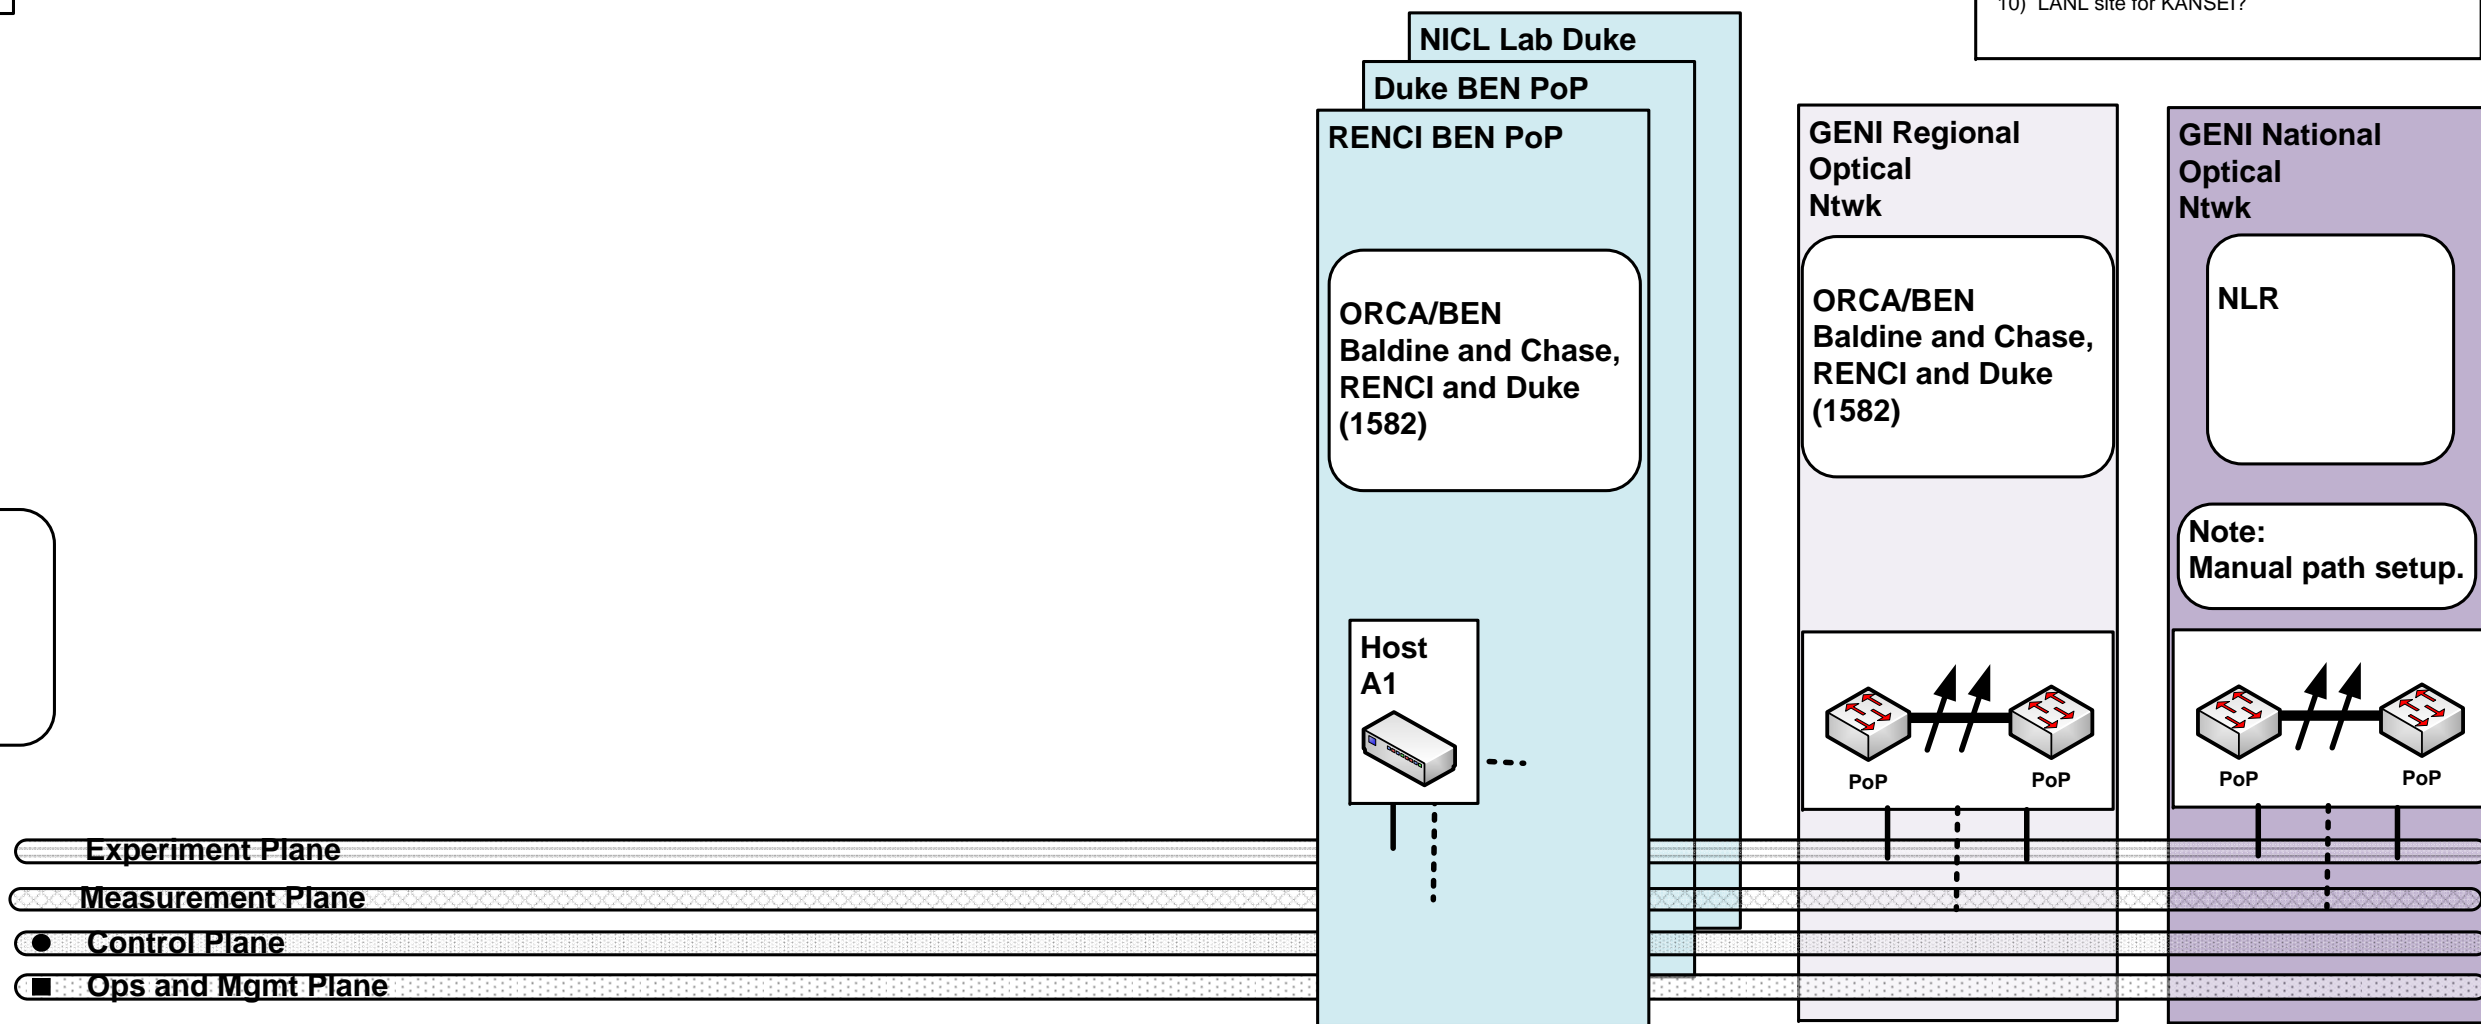 10) LANL site for KANSEI?
NICL Lab Duke
Duke BEN PoP
RENCI BEN PoP
ORCA/BEN
Baldine and Chase,
RENCI and Duke
(1582)
Host
A1
GENI Regional
Optical
Ntwk
ORCA/BEN
Baldine and Chase,
RENCI and Duke
(1582)
PoP
PoP
GENI National
Optical
Ntwk
NLR
Note:
Manual path setup.
PoP
PoP
Experiment Plane
Measurement Plane
Control Plane
Ops and Mgmt Plane